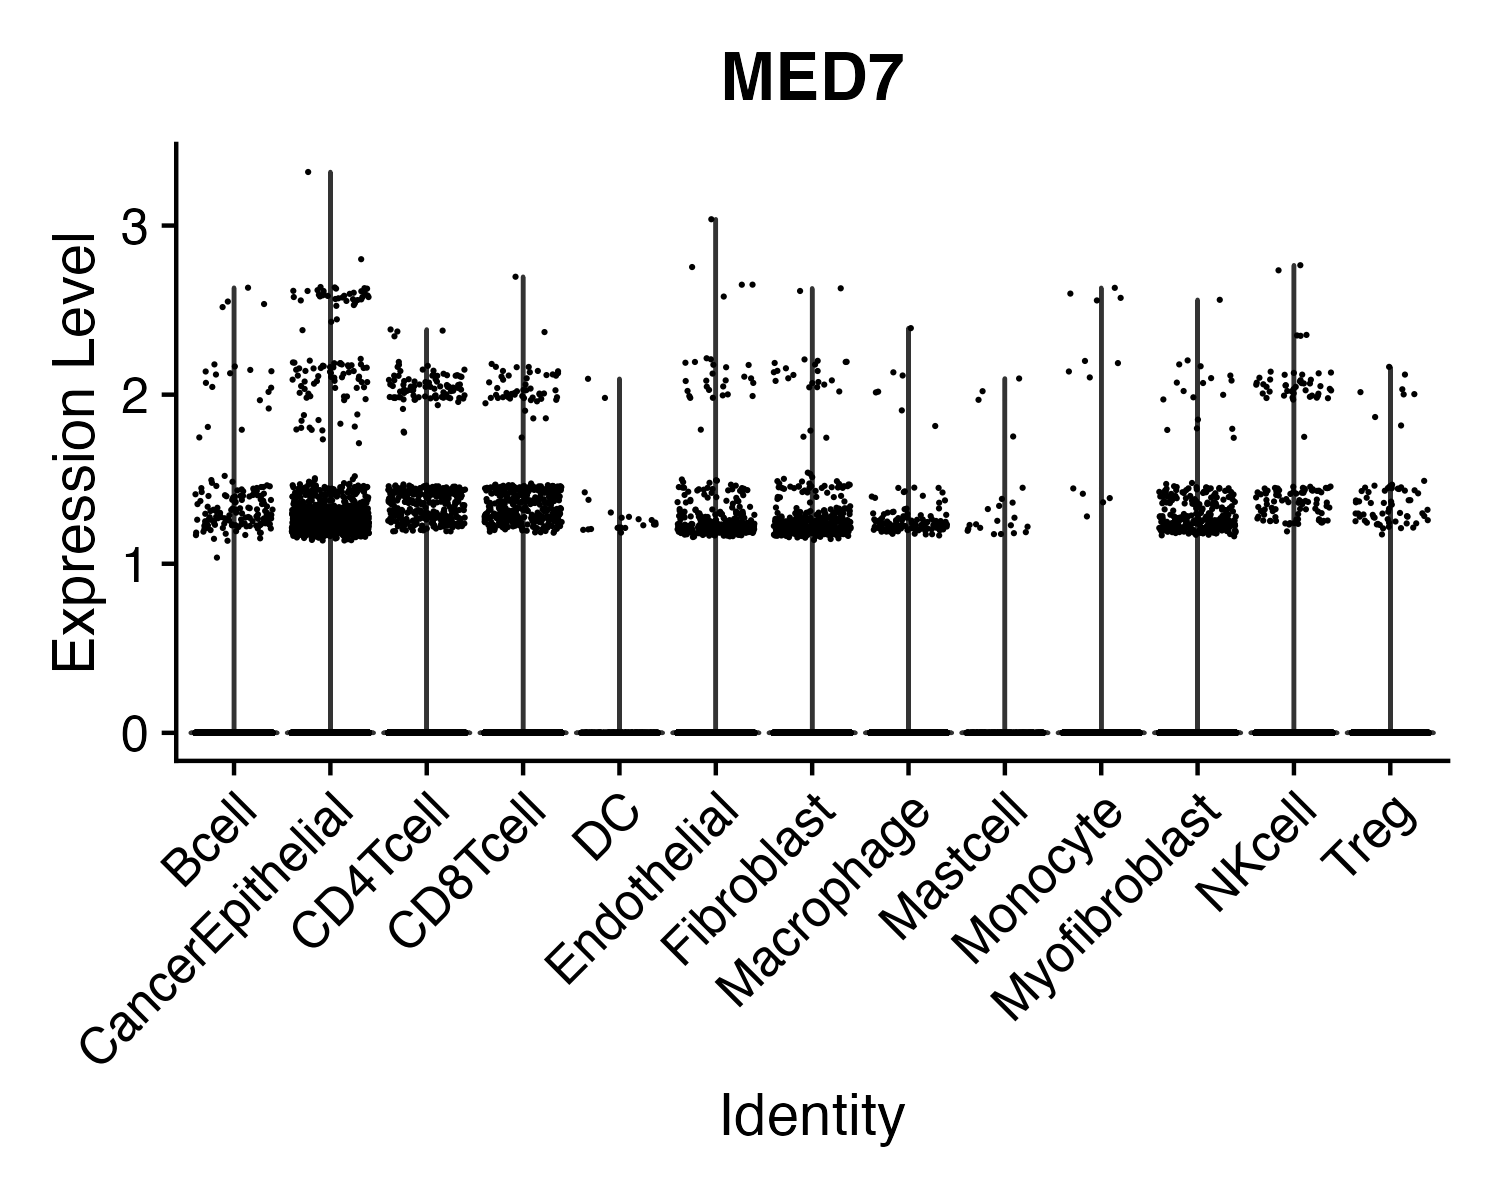 MED7
Expression Level
3
2
1
0
Bcell
CancerEpithelial
CD4Tcell
CD8Tcell
DC
Endothelial
Fibroblast
Macrophage
Mastcell
Monocyte
Myofibroblast
NKcell
Treg
Identity